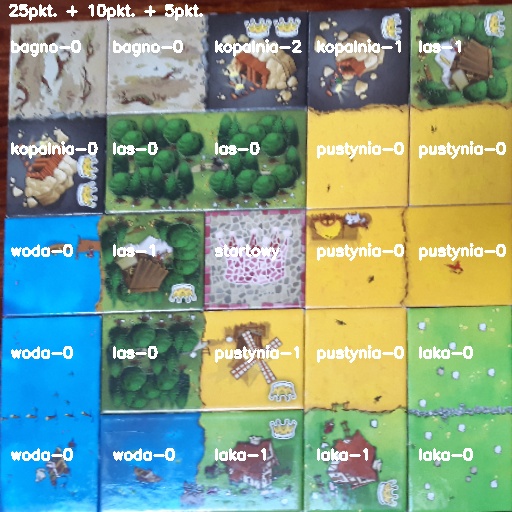 25pkt. + 10pkt. + 5pkt.
bagno-0 bagno-0 kopalnia-2 kopalnia-1 las-1
kopalnia-0 las-0 las-0 pustynia-0 pustynia-0
woda-0 las-1 startowy pustynia-0 pustynia-0
woda-0 las-0 pustynia-1 pustynia-0 laka-0
woda-0 woda-0 laka-1 laka-1 laka-0